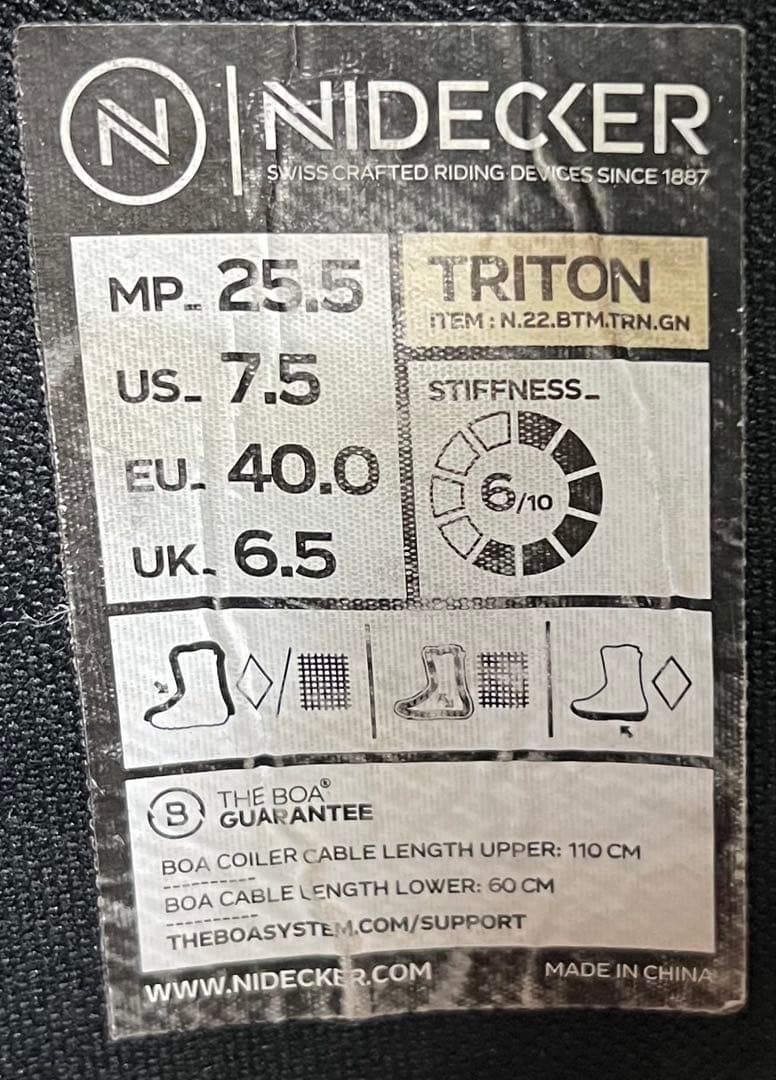 N | NIDECKER
SWISS CRAFTED RIDING DEVICES SINCE 1887
MP_ 25.5
US_ 7.5
EU_ 40.0
UK_ 6.5
TRITON
ITEM : N.22.BTM.TRN.GN
STIFFNESS_
6/10
B THE BOA®
GUARANTEE
BOA COILER CABLE LENGTH UPPER: 110 CM
----------
BOA CABLE LENGTH LOWER: 60 CM
----------
THEBOASYSTEM.COM/SUPPORT
WWW.NIDECKER.COM
MADE IN CHINA